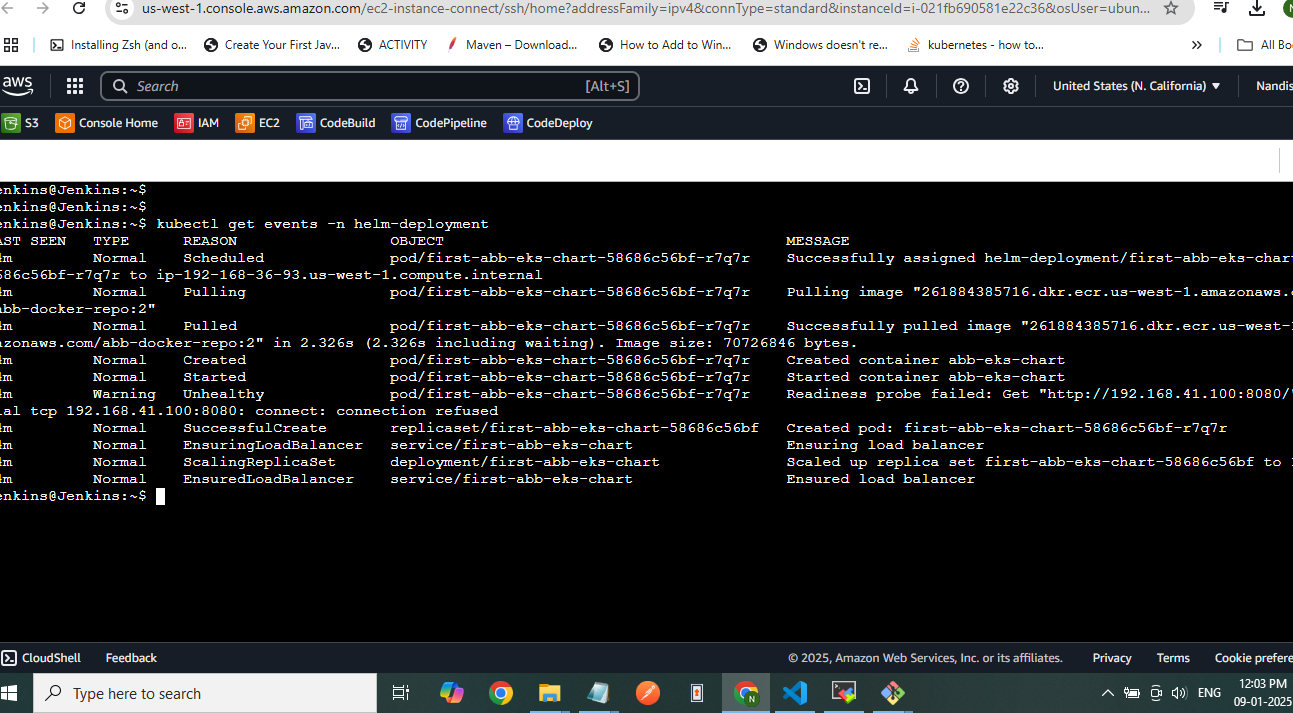 us-west-1.console.aws.amazon.com/ec2-instance-connect/ssh/home?addressFamily=ipv4&connType=standard&instanceId=i-021fb690581e22c36&osUser=ubun...
Installing Zsh (and o... Create Your First Jav... ACTIVITY Maven – Download... How to Add to Win... Windows doesn't re... kubernetes - how to... » All Bo
aws Search [Alt+S] United States (N. California) ▼ Nandis
S3 Console Home IAM EC2 CodeBuild CodePipeline CodeDeploy
enkins@Jenkins:~$
enkins@Jenkins:~$
enkins@Jenkins:~$ kubectl get events -n helm-deployment
AST SEEN TYPE REASON OBJECT MESSAGE
4m Normal Scheduled pod/first-abb-eks-chart-58686c56bf-r7q7r Successfully assigned helm-deployment/first-abb-eks-char
686c56bf-r7q7r to ip-192-168-36-93.us-west-1.compute.internal
4m Normal Pulling pod/first-abb-eks-chart-58686c56bf-r7q7r Pulling image "261884385716.dkr.ecr.us-west-1.amazonaws.
abb-docker-repo:2"
4m Normal Pulled pod/first-abb-eks-chart-58686c56bf-r7q7r Successfully pulled image "261884385716.dkr.ecr.us-west-
azonaws.com/abb-docker-repo:2" in 2.326s (2.326s including waiting). Image size: 70726846 bytes.
4m Normal Created pod/first-abb-eks-chart-58686c56bf-r7q7r Created container abb-eks-chart
4m Normal Started pod/first-abb-eks-chart-58686c56bf-r7q7r Started container abb-eks-chart
4m Warning Unhealthy pod/first-abb-eks-chart-58686c56bf-r7q7r Readiness probe failed: Get "http://192.168.41.100:8080/"
ial tcp 192.168.41.100:8080: connect: connection refused
4m Normal SuccessfulCreate replicaset/first-abb-eks-chart-58686c56bf Created pod: first-abb-eks-chart-58686c56bf-r7q7r
4m Normal EnsuringLoadBalancer service/first-abb-eks-chart Ensuring load balancer
4m Normal ScalingReplicaSet deployment/first-abb-eks-chart Scaled up replica set first-abb-eks-chart-58686c56bf to 1
4m Normal EnsuredLoadBalancer service/first-abb-eks-chart Ensured load balancer
enkins@Jenkins:~$
CloudShell Feedback © 2025, Amazon Web Services, Inc. or its affiliates. Privacy Terms Cookie prefere
Type here to search ENG 12:03 PM
09-01-2025